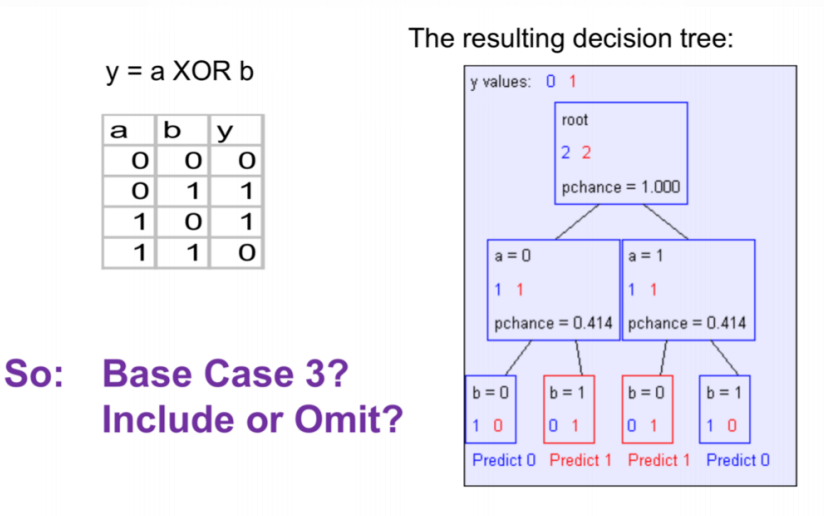 The resulting decision tree:
y = a XOR b
a b y
0 0 0
0 1 1
1 0 1
1 1 0
So: Base Case 3?
Include or Omit?
y values: 0 1
root
2 2
pchance = 1.000
a = 0 a = 1
1 1 1 1
pchance = 0.414 pchance = 0.414
b = 0 b = 1 b = 0 b = 1
1 0 0 1 0 1 1 0
Predict 0 Predict 1 Predict 1 Predict 0